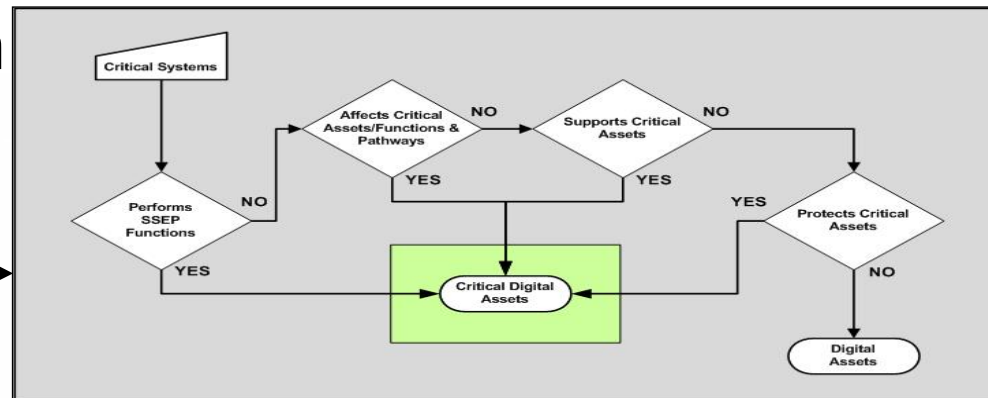 Critical Systems
Affects Critical
Assets/Functions &
Pathways
NO
Supports Critical
Assets
NO
YES
YES
Performs
SSEP
Functions
NO
YES
YES
Protects Critical
Assets
NO
Critical Digital
Assets
Digital
Assets